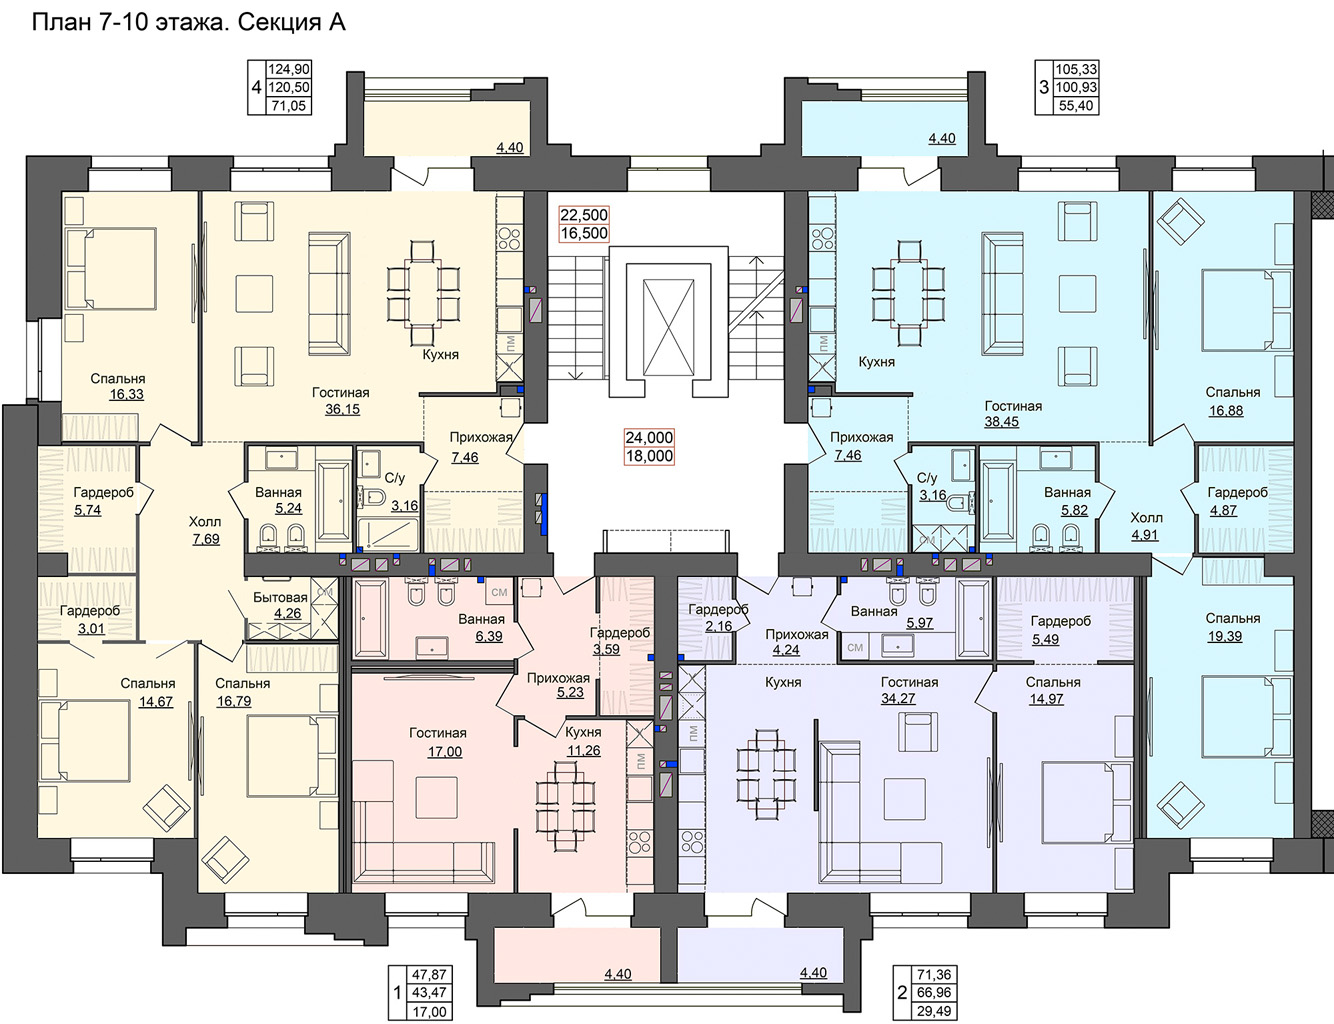 План 7-10 этажа. Секция А
4
124,90
120,50
71,05
3
105,33
100,93
55,40
4,40
4,40
22,500
16,500
ПМ
Кухня
Спальня
16,33
Гостиная
36,15
ПМ
Кухня
Гостиная
38,45
Спальня
16,88
Прихожая
7,46
24,000
18,000
Прихожая
7,46
Гардероб
5,74
Ванная
5,24
С/у
3,16
С/у
3,16
СМ
Ванная
5,82
Гардероб
4,87
Холл
7,69
Холл
4,91
Гардероб
3,01
Бытовая
4,26
СМ
СМ
Ванная
6,39
Гардероб
3,59
Гардероб
2,16
Прихожая
4,24
Ванная
5,97
СМ
Гардероб
5,49
Спальня
19,39
Спальня
14,67
Спальня
16,79
Прихожая
5,23
Кухня
Гостиная
34,27
Спальня
14,97
Гостиная
17,00
Кухня
11,26
ПМ
ПМ
4,40
4,40
1
47,87
43,47
17,00
2
71,36
66,96
29,49